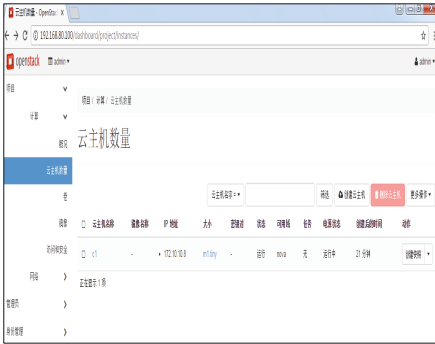 云主机数量 - OpenStac
192.168.80.100/dashboard/project/instances/
openstack admin
admin
项目
计算
概况
云主机数量
卷
镜像
访问和安全
网络
管理员
身份管理
项目 / 计算 / 云主机数量
云主机数量
云主机名字 = 筛选 创建云主机 删除云主机 更多操作
云主机名称 镜像名称 IP 地址 大小 密钥对 状态 可用域 任务 电源状态 创建后的时间 动作
c1 - 172.10.10.8 m1.tiny - 运行 nova 无 运行中 21 分钟 创建快照
正在显示 1 项